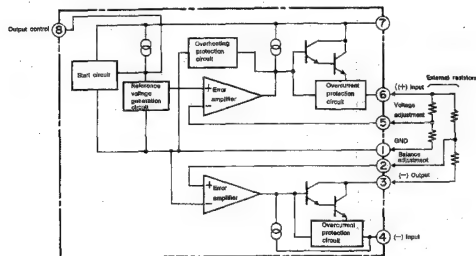 Output control
8
7
Overheating
protection
circuit
Start circuit
Reference
voltage
generation
circuit
+
−
Error
amplifier
Overcurrent
protection
circuit
6
((+) Input
External resistors
Voltage
adjustment
5
1
GND
2
Balance
adjustment
3
(−) Output
+
−
Error
amplifier
Overcurrent
protection
circuit
4
(−) Input